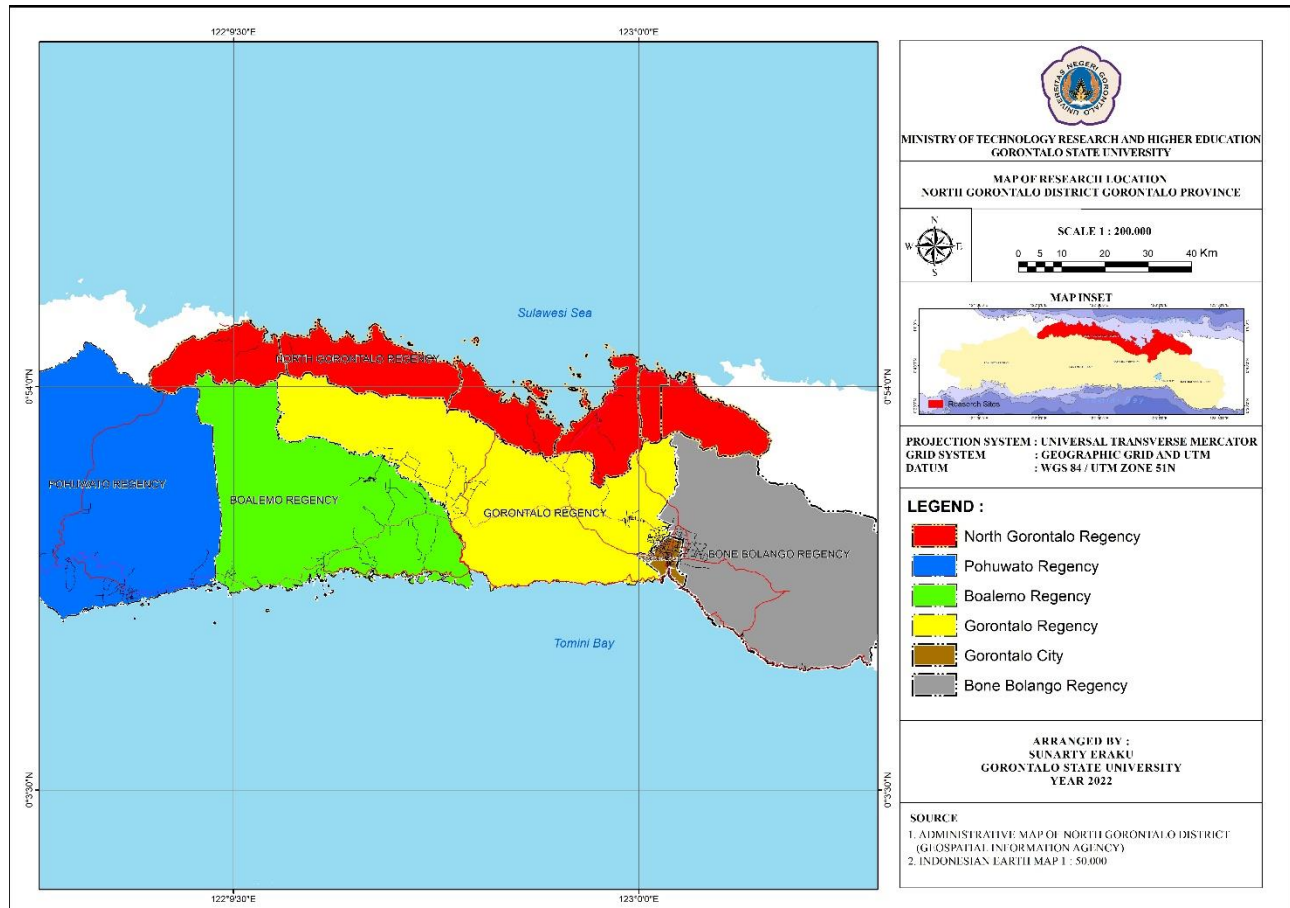 122°9'30"E 123°0'0"E
0°54'0"N 0°54'0"N
0°3'30"N 0°3'30"N
122°9'30"E 123°0'0"E
Sulawesi Sea
NORTH GORONTALO REGENCY
POHUWATO REGENCY
BOALEMO REGENCY
GORONTALO REGENCY
BONE BOLANGO REGENCY
Tomini Bay
UNIVERSITAS NEGERI GORONTALO
MINISTRY OF TECHNOLOGY RESEARCH AND HIGHER EDUCATION
GORONTALO STATE UNIVERSITY
MAP OF RESEARCH LOCATION
NORTH GORONTALO DISTRICT GORONTALO PROVINCE
N
W E
S
SCALE 1 : 200.000
0 5 10 20 30 40 Km
MAP INSET
Research Sites
PROJECTION SYSTEM : UNIVERSAL TRANSVERSE MERCATOR
GRID SYSTEM : GEOGRAPHIC GRID AND UTM
DATUM : WGS 84 / UTM ZONE 51N
LEGEND :
North Gorontalo Regency
Pohuwato Regency
Boalemo Regency
Gorontalo Regency
Gorontalo City
Bone Bolango Regency
ARRANGED BY :
SUNARTY ERAKU
GORONTALO STATE UNIVERSITY
YEAR 2022
SOURCE
1. ADMINISTRATIVE MAP OF NORTH GORONTALO DISTRICT
(GEOSPATIAL INFORMATION AGENCY)
2. INDONESIAN EARTH MAP 1 : 50.000